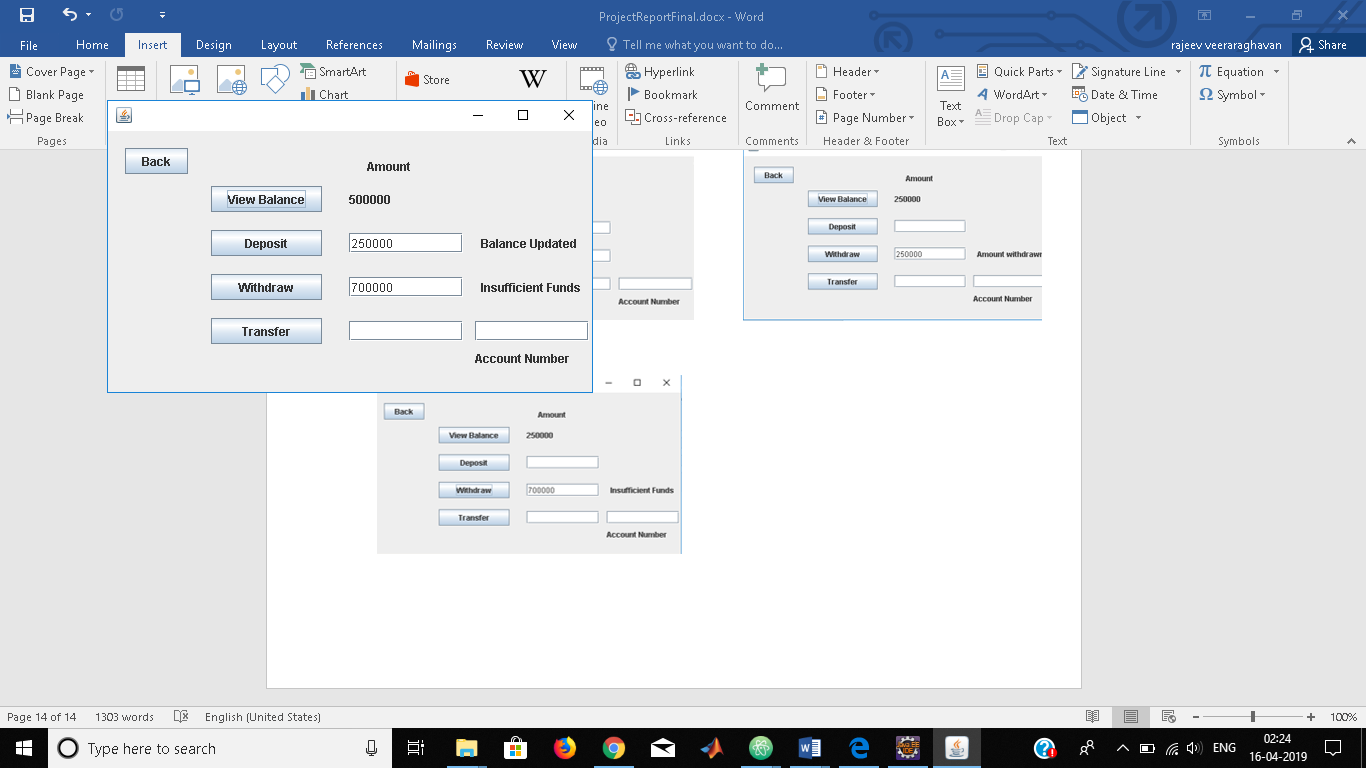 ProjectReportFinal.docx - Word
File Home Insert Design Layout References Mailings Review View Tell me what you want to do... rajeev veeraraghavan Share
Cover Page
Blank Page
Page Break
Pages
SmartArt
Chart
Store
W
Hyperlink
Bookmark
Cross-reference
Links
Comment
Comments
Header
Footer
Page Number
Header & Footer
Text
Box
Quick Parts
WordArt
Drop Cap
Signature Line
Date & Time
Object
Text
Equation
Symbol
Symbols
Back
Amount
View Balance 500000
Deposit 250000 Balance Updated
Withdraw 700000 Insufficient Funds
Transfer
Account Number
Account Number
Back
Amount
View Balance 250000
Deposit
Withdraw 250000 Amount withdrawn
Transfer
Account Number
Back
Amount
View Balance 250000
Deposit
Withdraw 700000 Insufficient Funds
Transfer
Account Number
Page 14 of 14 1303 words English (United States) 100%
Type here to search
ENG
02:24
16-04-2019